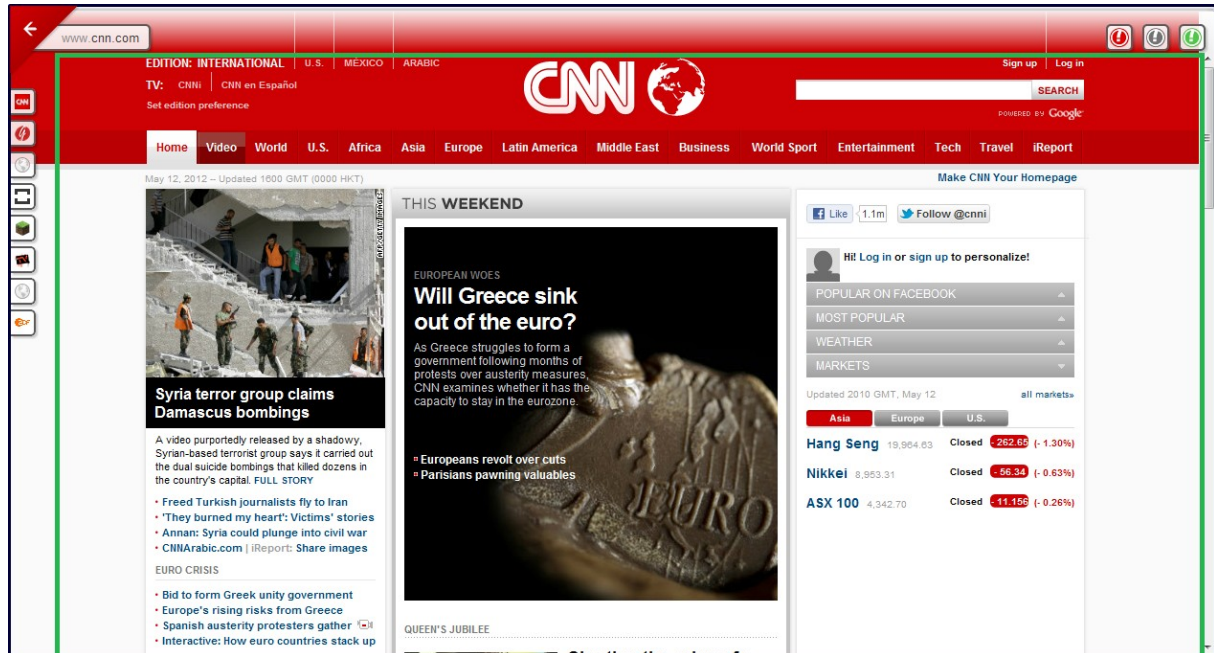 www.cnn.com
EDITION: INTERNATIONAL | U.S. | MÉXICO | ARABIC
TV: CNNi | CNN en Español
Set edition preference
CNN
Sign up | Log in
SEARCH
POWERED BY Google
Home Video World U.S. Africa Asia Europe Latin America Middle East Business World Sport Entertainment Tech Travel iReport
May 12, 2012 -- Updated 1600 GMT (0000 HKT)
Make CNN Your Homepage
AFP/GETTY IMAGES
Syria terror group claims
Damascus bombings
A video purportedly released by a shadowy,
Syrian-based terrorist group says it carried out
the dual suicide bombings that killed dozens in
the country's capital. FULL STORY
Freed Turkish journalists fly to Iran
'They burned my heart': Victims' stories
Annan: Syria could plunge into civil war
CNNArabic.com | iReport: Share images
EURO CRISIS
Bid to form Greek unity government
Europe's rising risks from Greece
Spanish austerity protesters gather
Interactive: How euro countries stack up
THIS WEEKEND
EUROPEAN WOES
Will Greece sink
out of the euro?
As Greece struggles to form a
government following months of
protests over austerity measures,
CNN examines whether it has the
capacity to stay in the eurozone.
Europeans revolt over cuts
Parisians pawning valuables
EURO
QUEEN'S JUBILEE
Like 1.1m Follow @cnni
Hi! Log in or sign up to personalize!
POPULAR ON FACEBOOK
MOST POPULAR
WEATHER
MARKETS
Updated 2010 GMT, May 12 all markets»
Asia Europe U.S.
Hang Seng 19,964.63 Closed -262.65 (-1.30%)
Nikkei 8,953.31 Closed -56.34 (-0.63%)
ASX 100 4,342.70 Closed -11.156 (-0.26%)